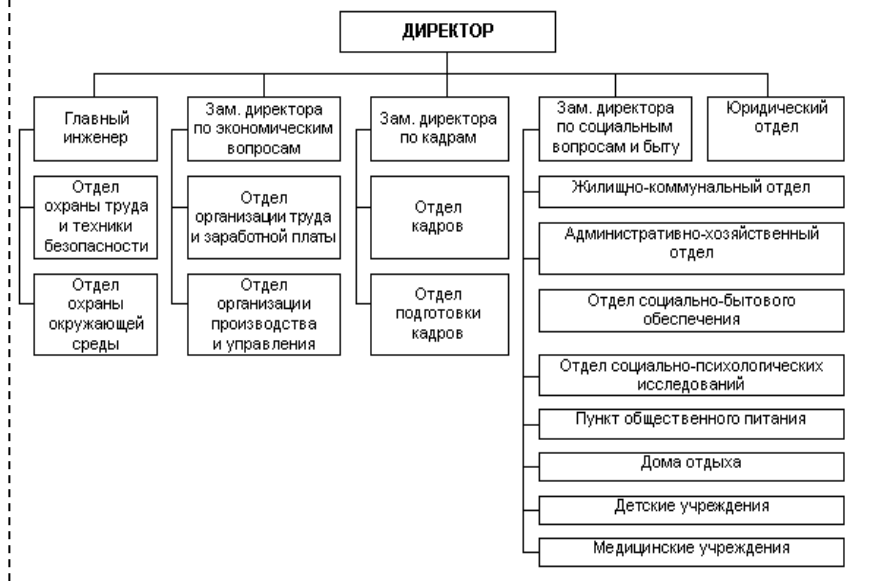 ДИРЕКТОР
Главный
инженер
Зам. директора
по экономическим
вопросам
Зам. директора
по кадрам
Зам. директора
по социальным
вопросам и быту
Юридический
отдел
Отдел
охраны труда
и техники
безопасности
Отдел
охраны
окружающей
среды
Отдел
организации труда
и заработной платы
Отдел
организации
производства
и управления
Отдел
кадров
Отдел
подготовки
кадров
Жилищно-коммунальный отдел
Административно-хозяйственный
отдел
Отдел социально-бытового
обеспечения
Отдел социально-психологических
исследований
Пункт общественного питания
Дома отдыха
Детские учреждения
Медицинские учреждения